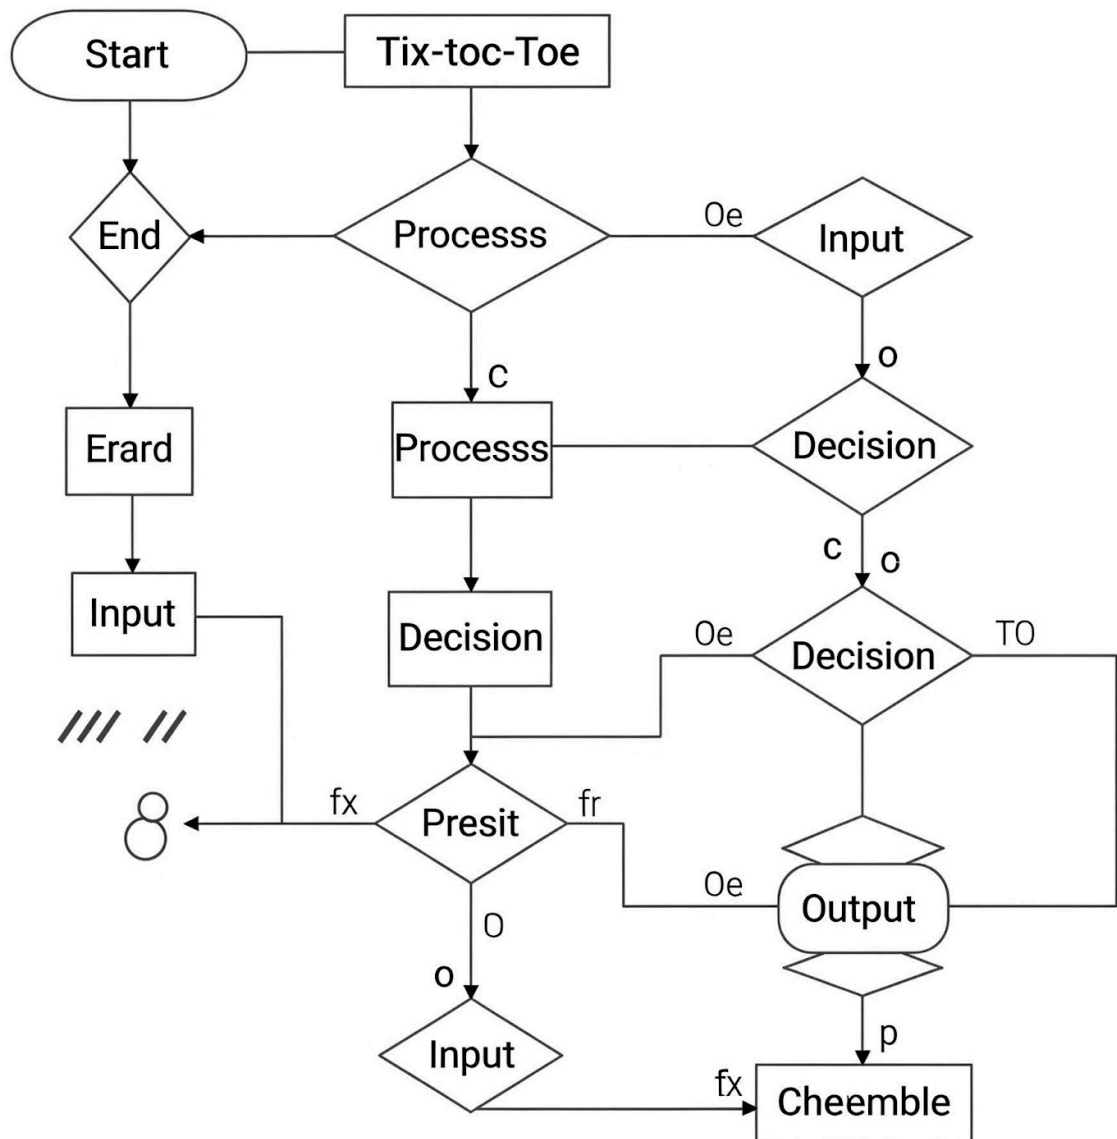 Start
Tix-toc-Toe
End
Processs
Oe
Input
c
o
Erard
Processs
Decision
c
o
Input
Decision
Oe
Decision
TO
fx
Presit
fr
Oe
Output
O
o
Input
p
fx
Cheemble